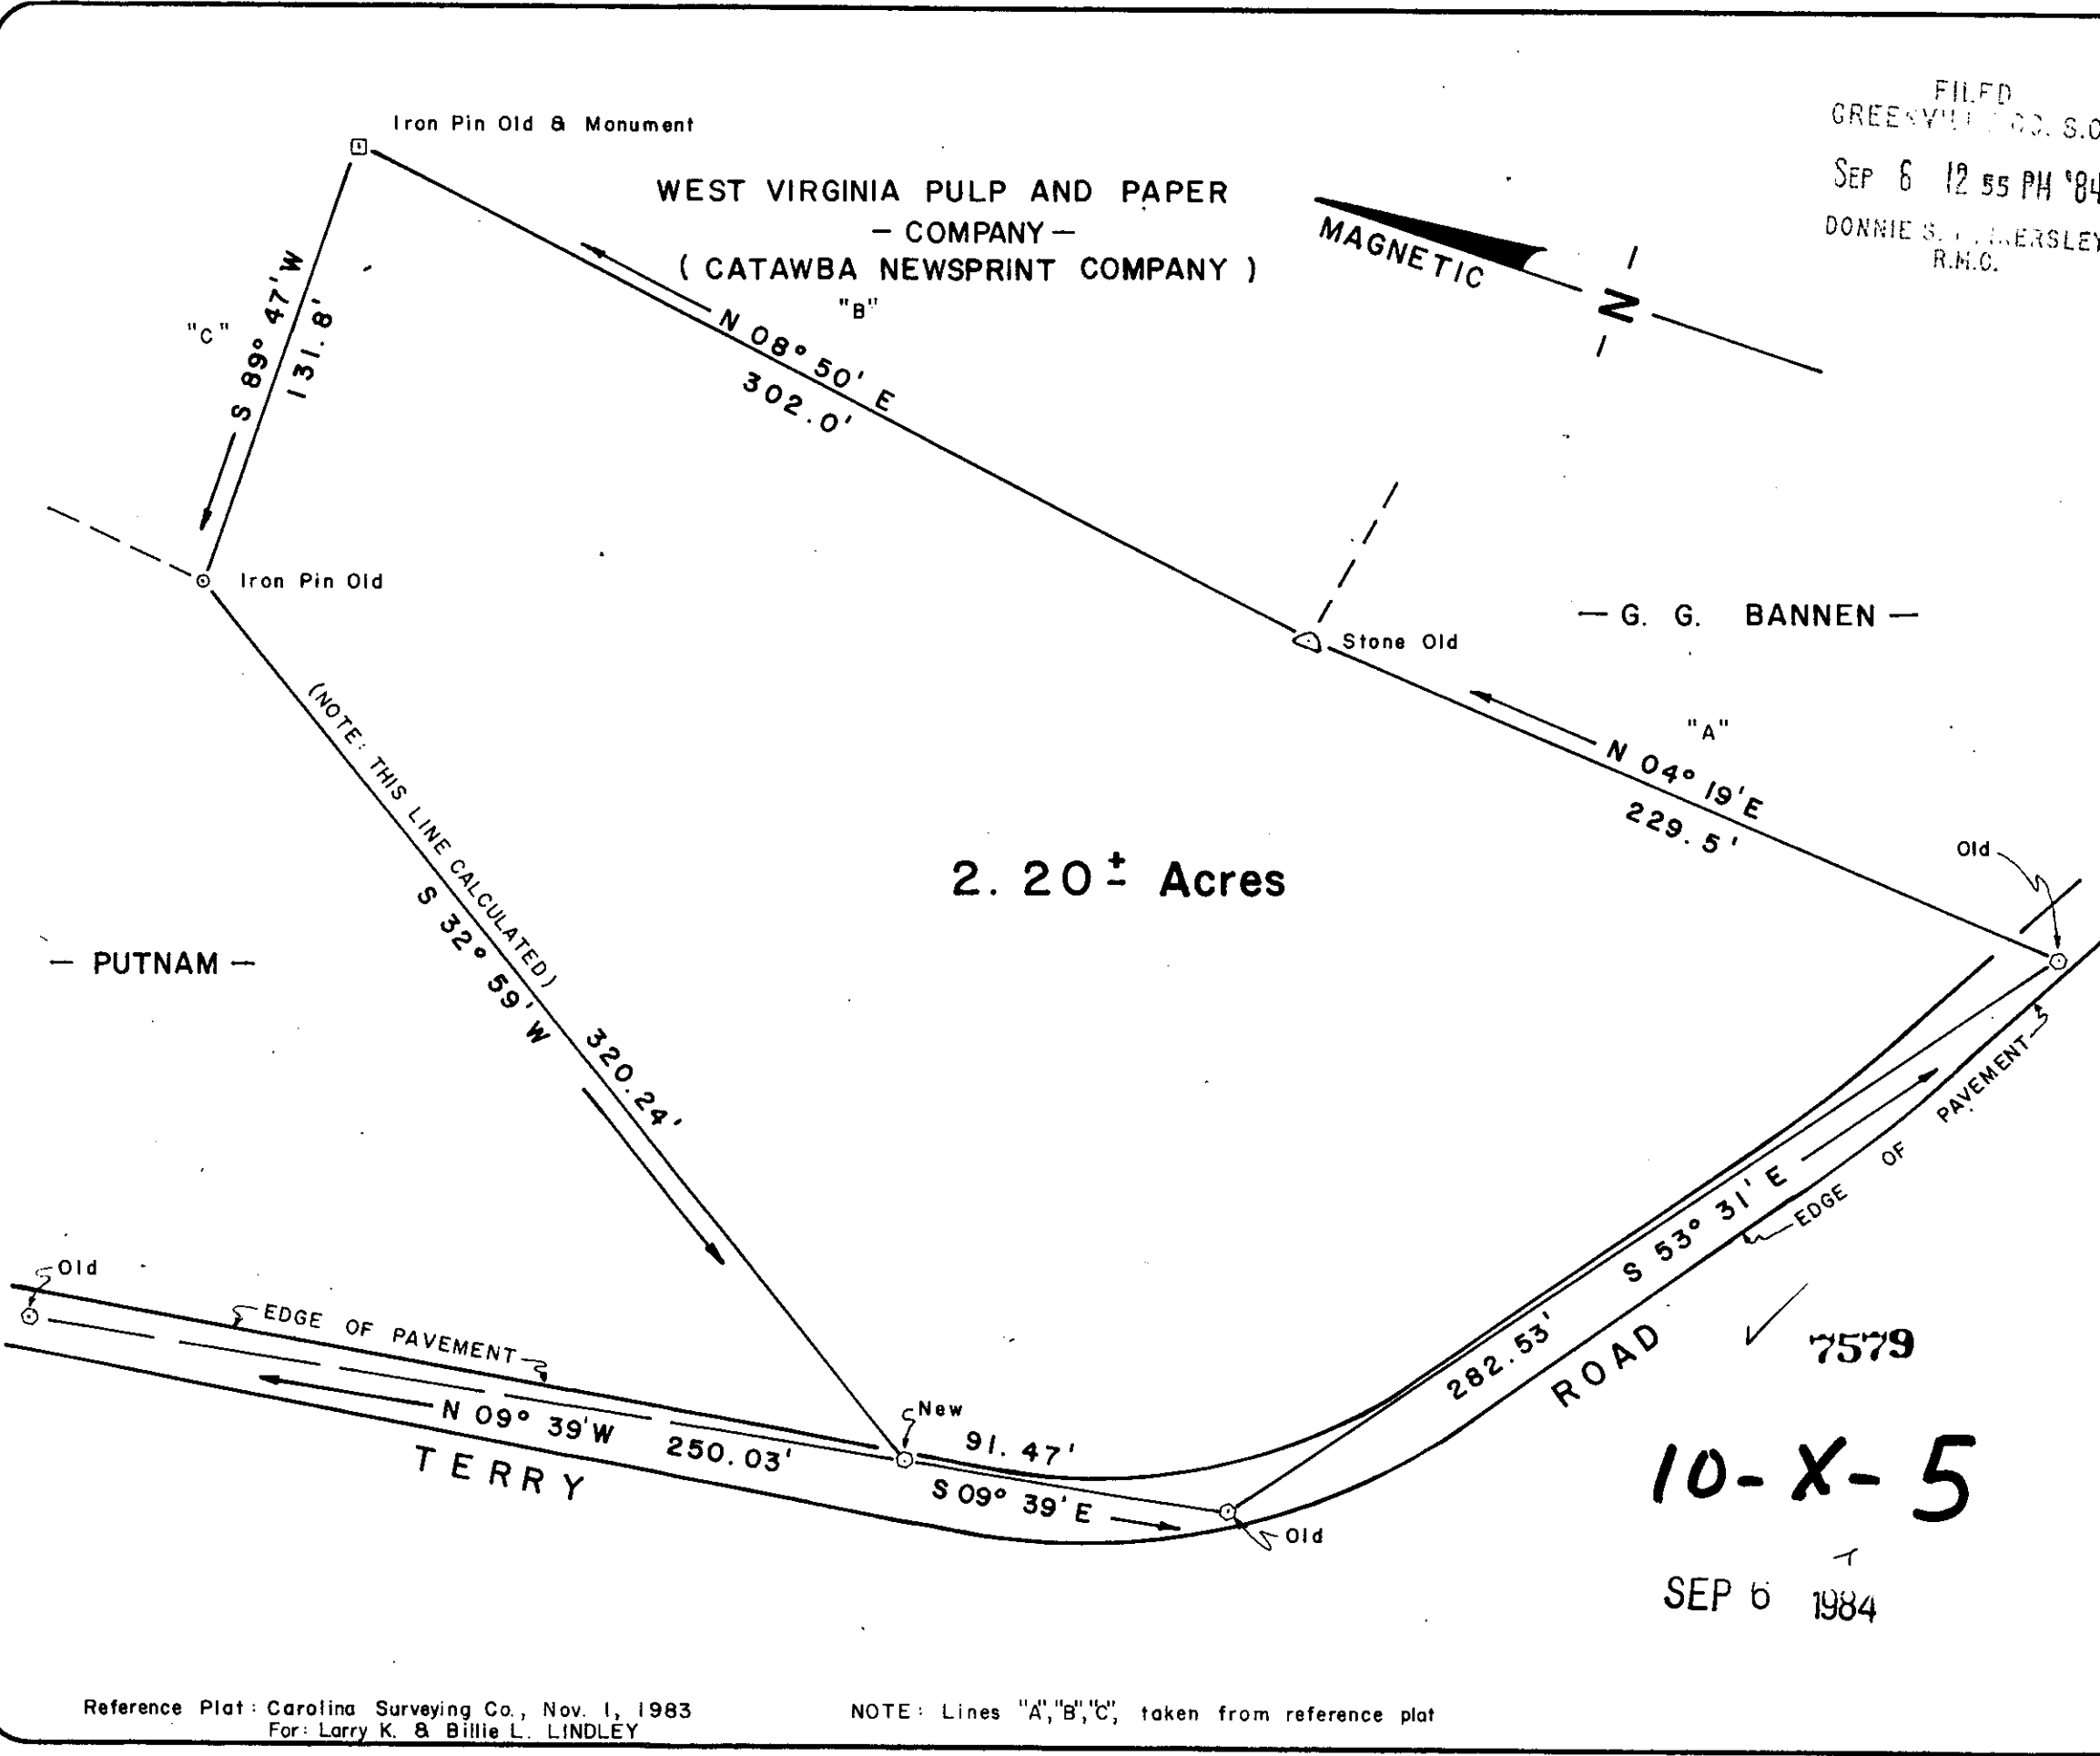 Iron Pin Old & Monument
WEST VIRGINIA PULP AND PAPER
— COMPANY —
( CATAWBA NEWSPRINT COMPANY )
"B"
MAGNETIC
N
FILED
S.C
SEP 6 12 55 PM '84
DONNIE S.
R.M.C.
"C"
S 89° 47' W
131.8'
N 08° 50' E
302.0'
Iron Pin Old
Stone Old
— G. G. BANNEN —
"A"
N 04° 19' E
229.5'
Old
(NOTE: THIS LINE CALCULATED)
S 32° 59' W
320.24'
2.20 ± Acres
— PUTNAM —
Old
EDGE OF PAVEMENT
N 09° 39' W 250.03'
TERRY
New
91.47'
S 09° 39' E
Old
S 53° 31' E
282.53'
ROAD
EDGE OF PAVEMENT
7579
10-X-5
SEP 6 1984
Reference Plat: Carolina Surveying Co., Nov. 1, 1983
For: Larry K. & Billie L. LINDLEY
NOTE: Lines "A","B","C", taken from reference plat